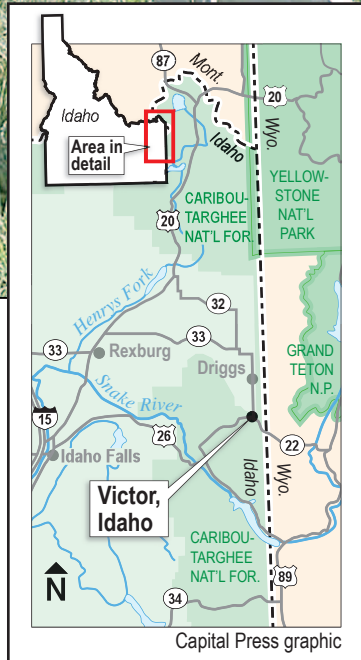 87
Mont.
Idaho
20
Wyo.
Idaho
Area in
detail
YELLOW-
STONE
NAT'L
PARK
CARIBOU-
TARGHEE
NAT'L FOR.
20
Henrys Fork
32
33
33
Rexburg
GRAND
TETON
N.P.
Driggs
Snake River
15
26
22
Idaho Falls
Idaho
Wyo.
Victor,
Idaho
CARIBOU-
TARGHEE
NAT'L FOR.
89
N
34
Capital Press graphic